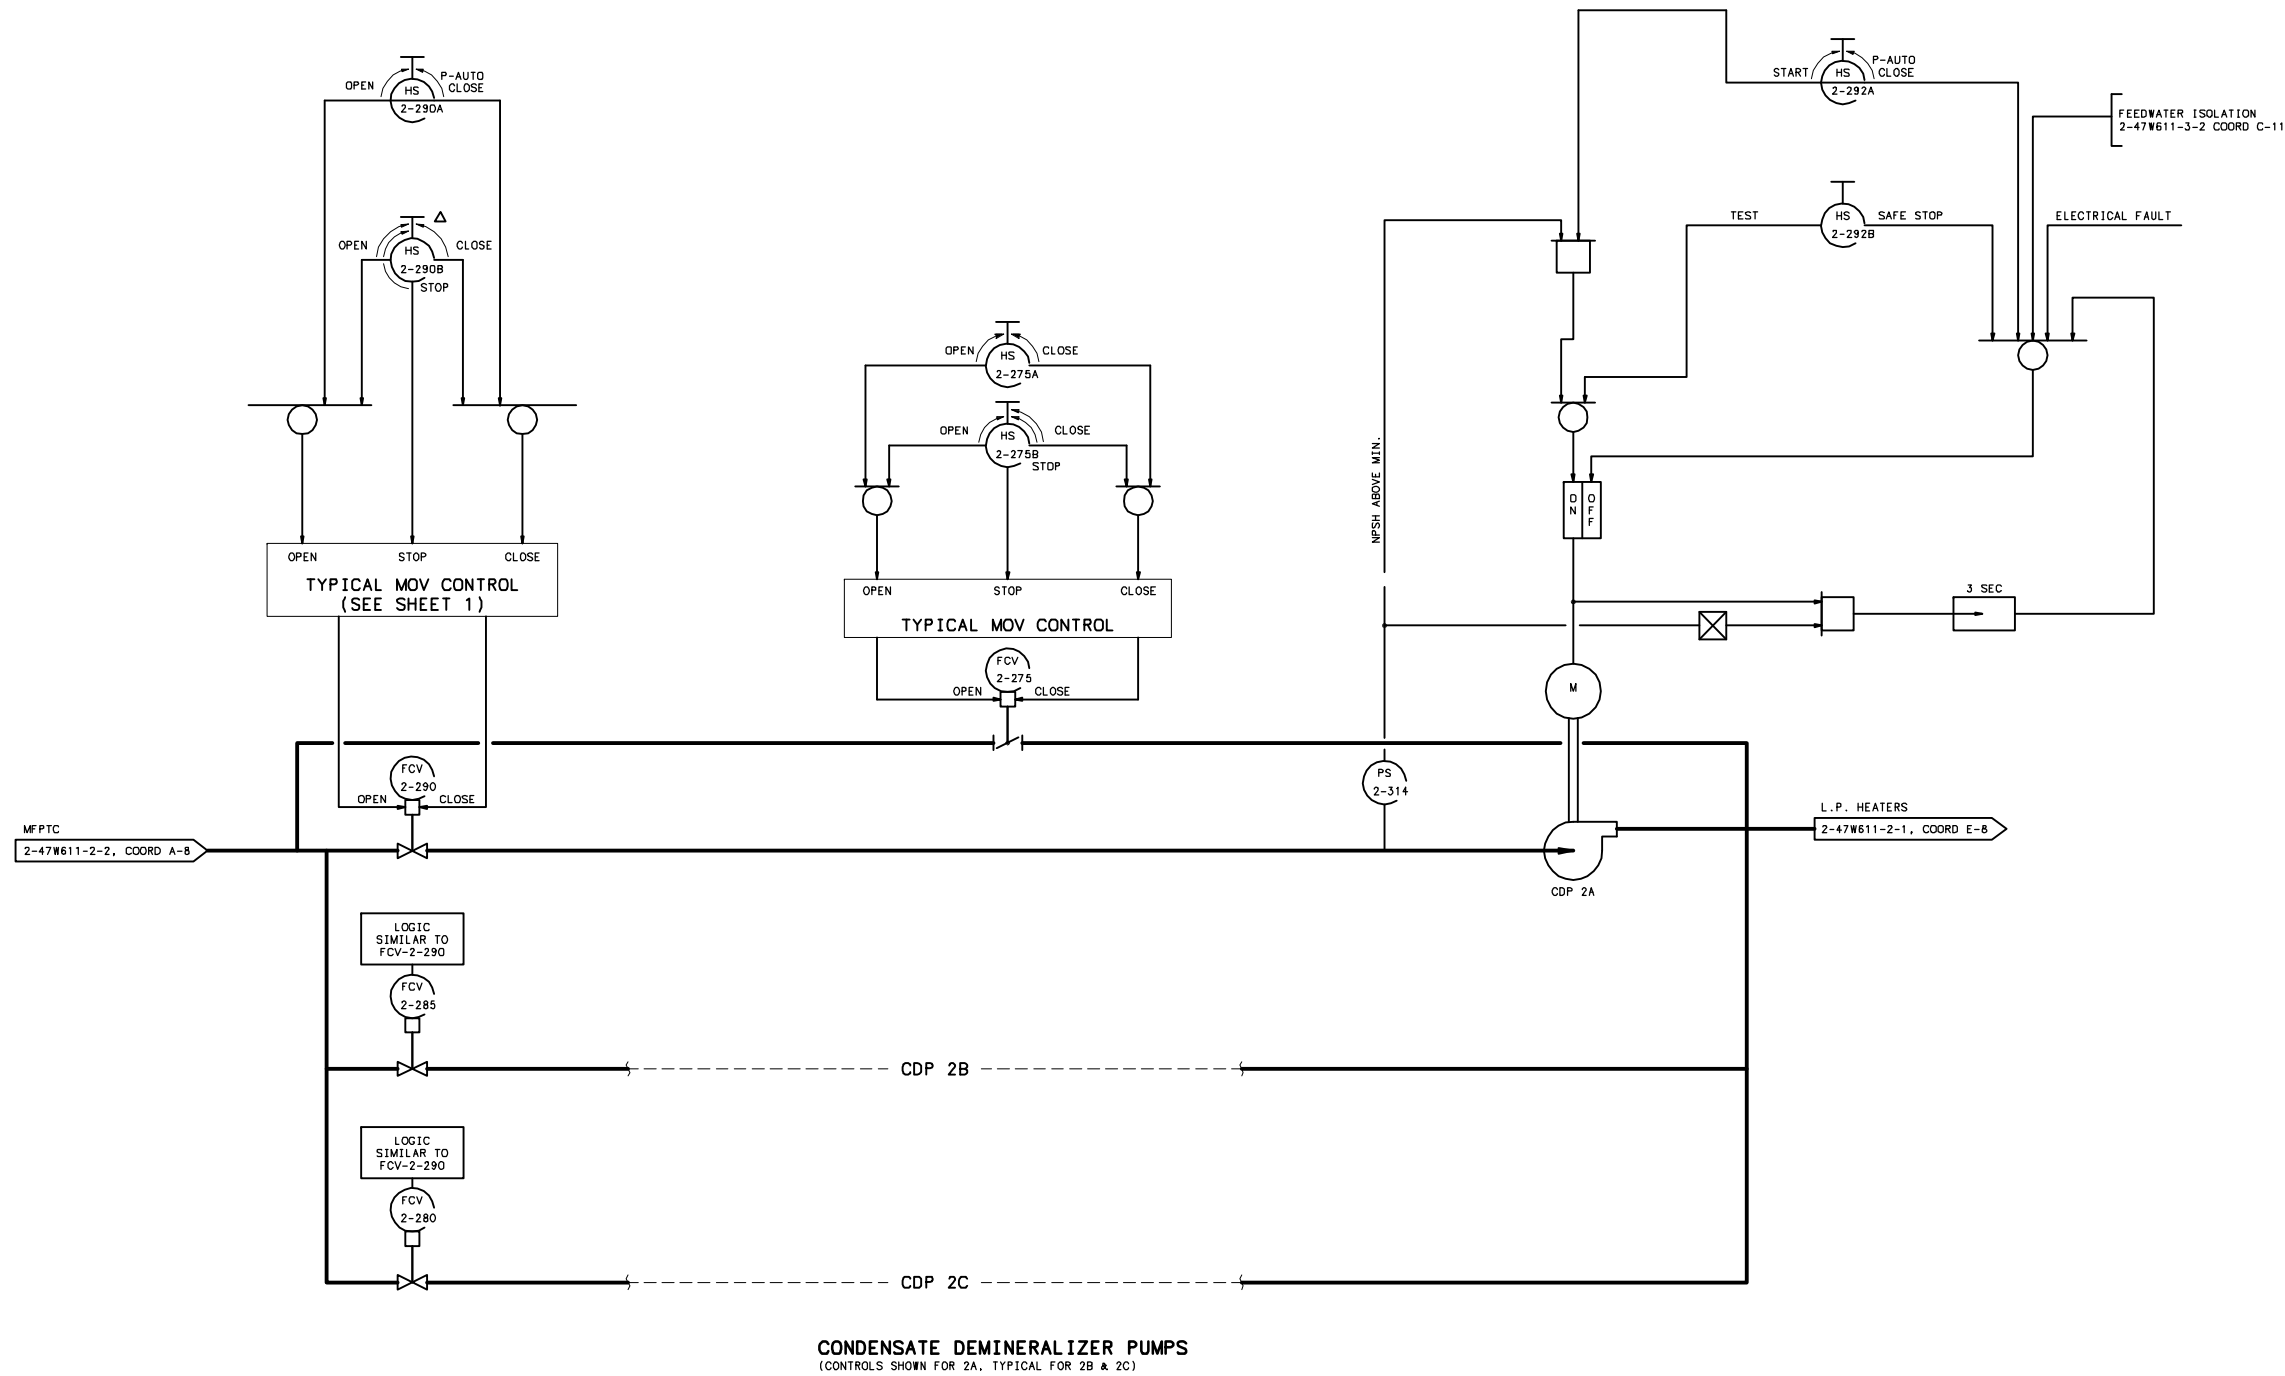 OPEN
P-AUTO
CLOSE
HS
2-290A
OPEN
CLOSE
HS
2-290B
STOP
OPEN
STOP
CLOSE
TYPICAL MOV CONTROL
(SEE SHEET 1)
FCV
2-290
OPEN
CLOSE
OPEN
CLOSE
HS
2-275A
OPEN
CLOSE
HS
2-275B
STOP
OPEN
STOP
CLOSE
TYPICAL MOV CONTROL
FCV
2-275
OPEN
CLOSE
START
P-AUTO
CLOSE
HS
2-292A
FEEDWATER ISOLATION
2-47W611-3-2 COORD C-11
TEST
HS
2-292B
SAFE STOP
ELECTRICAL FAULT
NPSH ABOVE MIN.
ON
OFF
3 SEC
M
PS
2-314
MFPTC
2-47W611-2-2, COORD A-8
L.P. HEATERS
2-47W611-2-1, COORD E-8
CDP 2A
LOGIC
SIMILAR TO
FCV-2-290
FCV
2-285
CDP 2B
LOGIC
SIMILAR TO
FCV-2-290
FCV
2-280
CDP 2C
CONDENSATE DEMINERALIZER PUMPS
(CONTROLS SHOWN FOR 2A, TYPICAL FOR 2B & 2C)